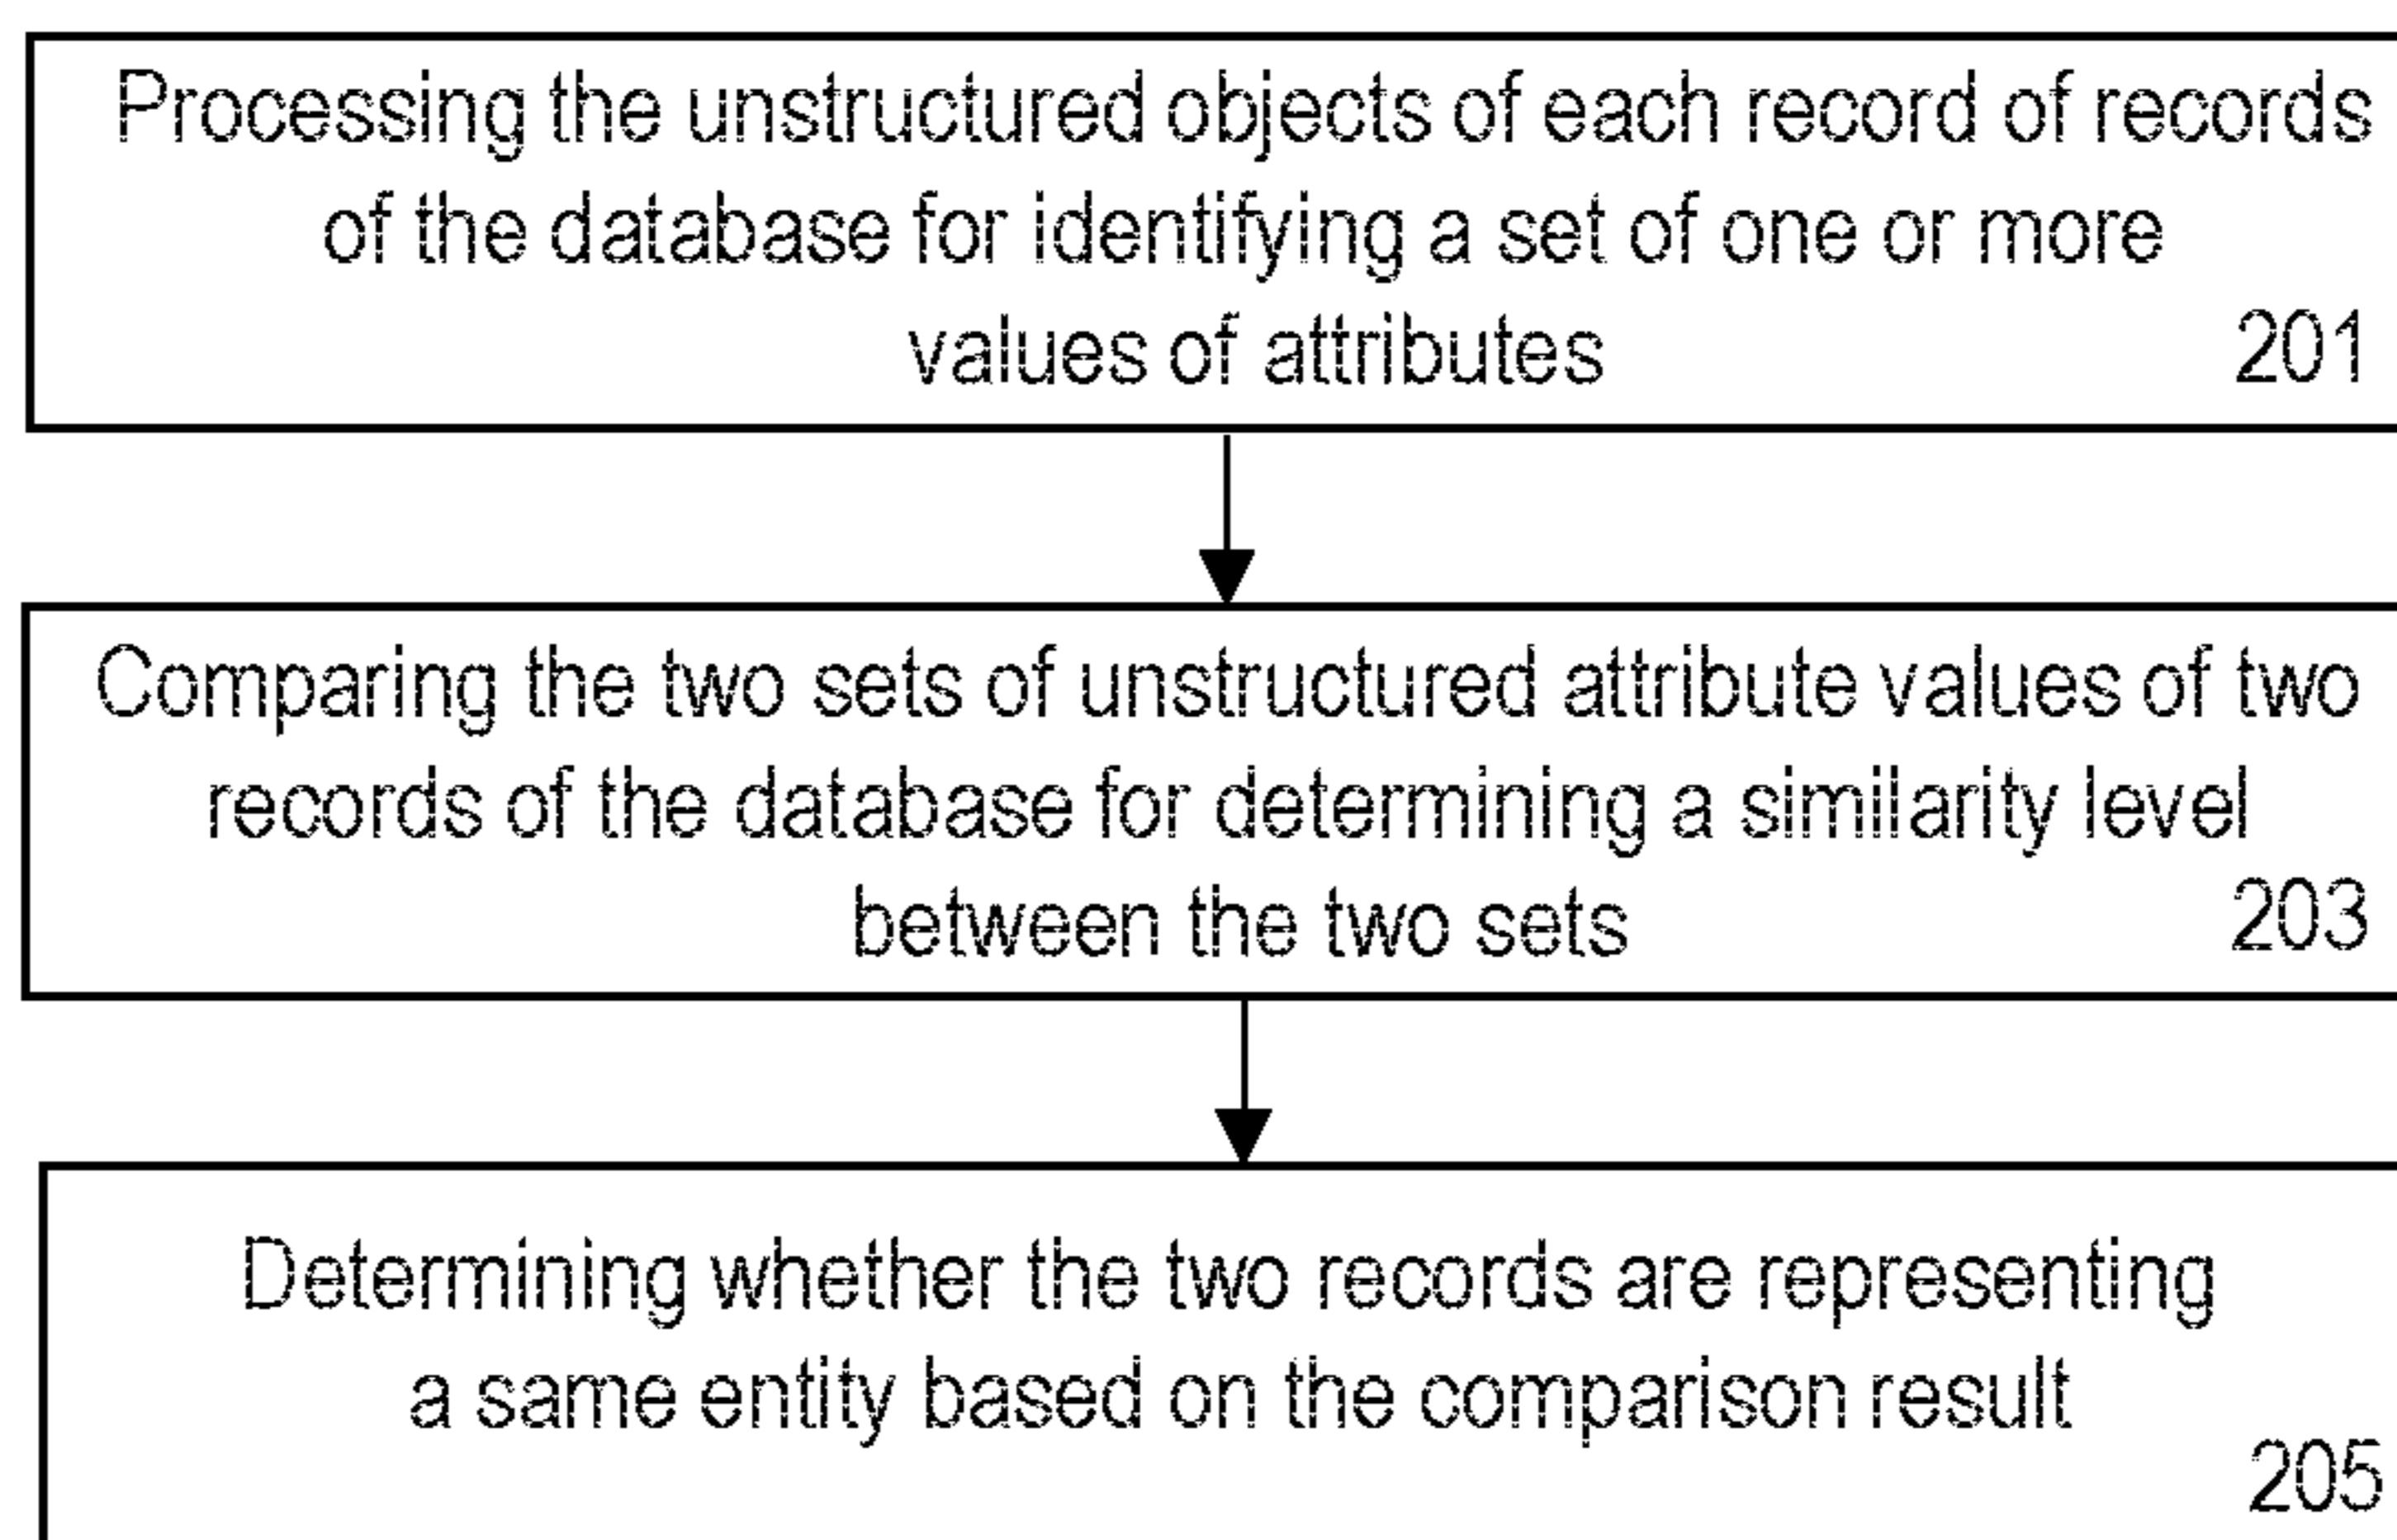 Processing the unstructured objects of each record of records
of the database for identifying a set of one or more
values of attributes
201
Comparing the two sets of unstructured attribute values of two
records of the database for determining a similarity level
between the two sets
203
Determining whether the two records are representing
a same entity based on the comparison result
205